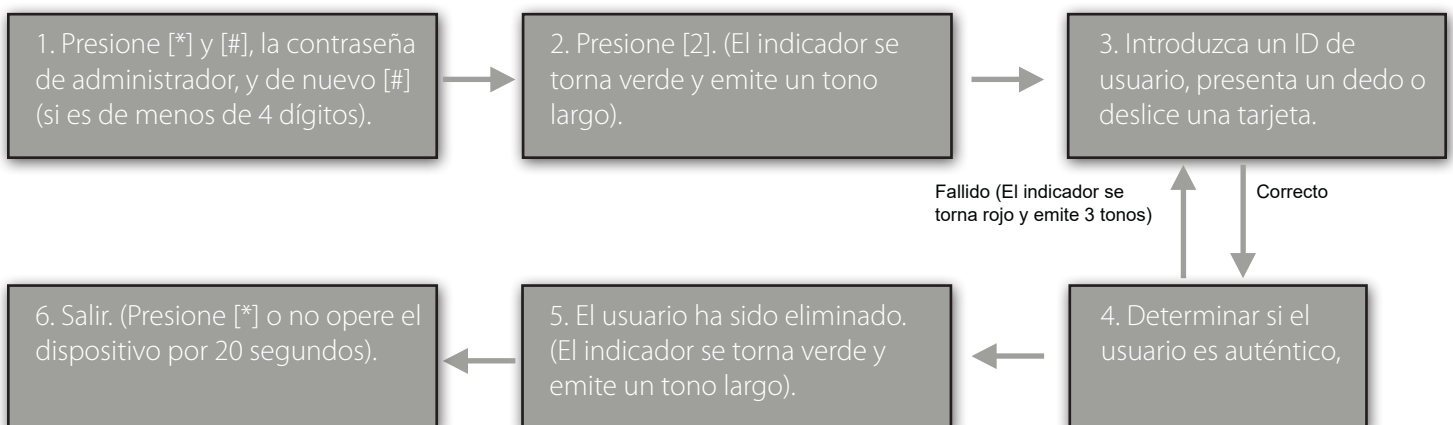 1. Presione [*] y [#], la contraseña
de administrador, y de nuevo [#]
(si es de menos de 4 dígitos).
2. Presione [2]. (El indicador se
torna verde y emite un tono
largo).
3. Introduzca un ID de
usuario, presenta un dedo o
deslice una tarjeta.
Fallido (El indicador se
torna rojo y emite 3 tonos)
Correcto
4. Determinar si el
usuario es auténtico,
5. El usuario ha sido eliminado.
(El indicador se torna verde y
emite un tono largo).
6. Salir. (Presione [*] o no opere el
dispositivo por 20 segundos).